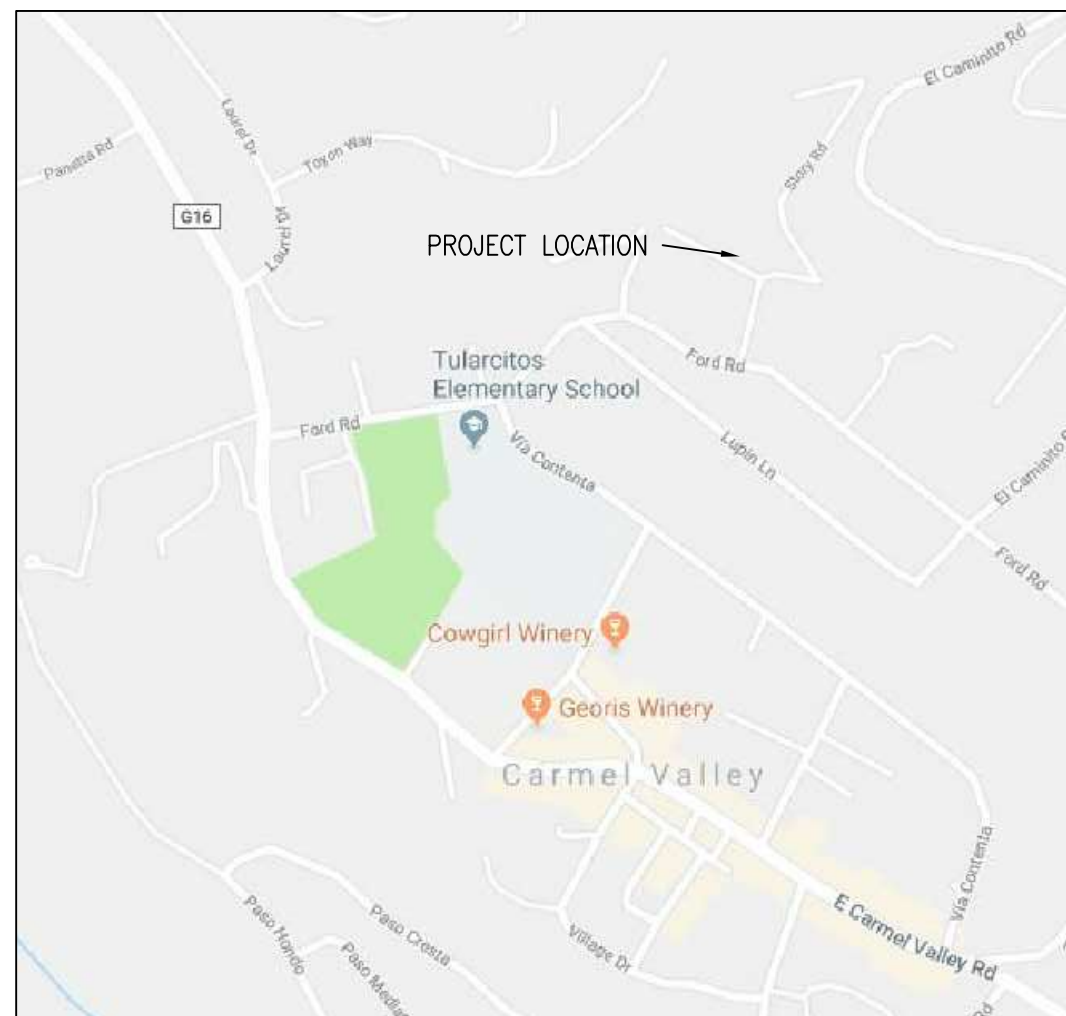 El Caminito Rd
Laurel Dr
Toyon Way
Panetta Rd
Story Rd
G16
Laurel Dr
PROJECT LOCATION
Tularcitos
Elementary School
Ford Rd
Ford Rd
Via Contenta
Lupin Ln
El Caminito R
Ford Rd
Cowgirl Winery
Georis Winery
Carmel Valley
Via Contenta
E Carmel Valley Rd
Paso Hondo
Paso Cresta
Paso Media
Village Dr
Rd